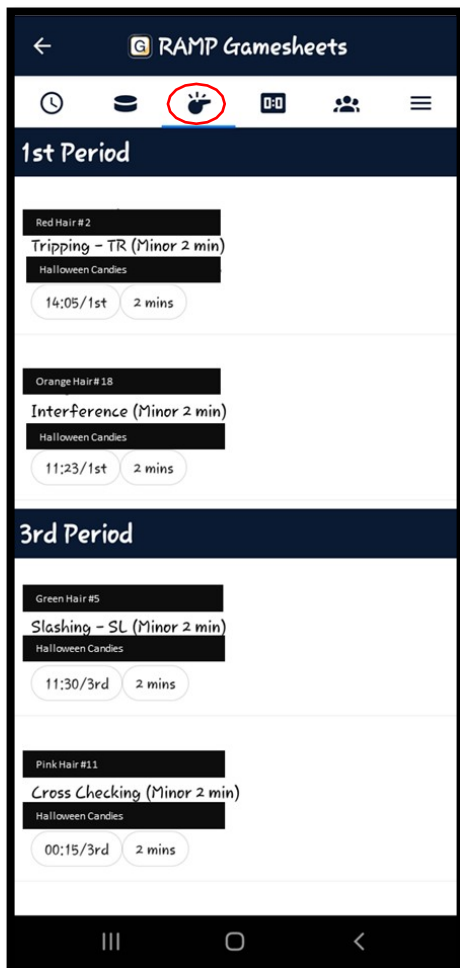 G RAMP Gamesheets
0:0
1st Period
Red Hair #2
Tripping - TR (Minor 2 min)
Halloween Candies
14:05/1st 2 mins
Orange Hair# 18
Interference (Minor 2 min)
Halloween Candies
11:23/1st 2 mins
3rd Period
Green Hair #5
Slashing - SL (Minor 2 min)
Halloween Candies
11:30/3rd 2 mins
Pink Hair #11
Cross Checking (Minor 2 min)
Halloween Candies
00:15/3rd 2 mins